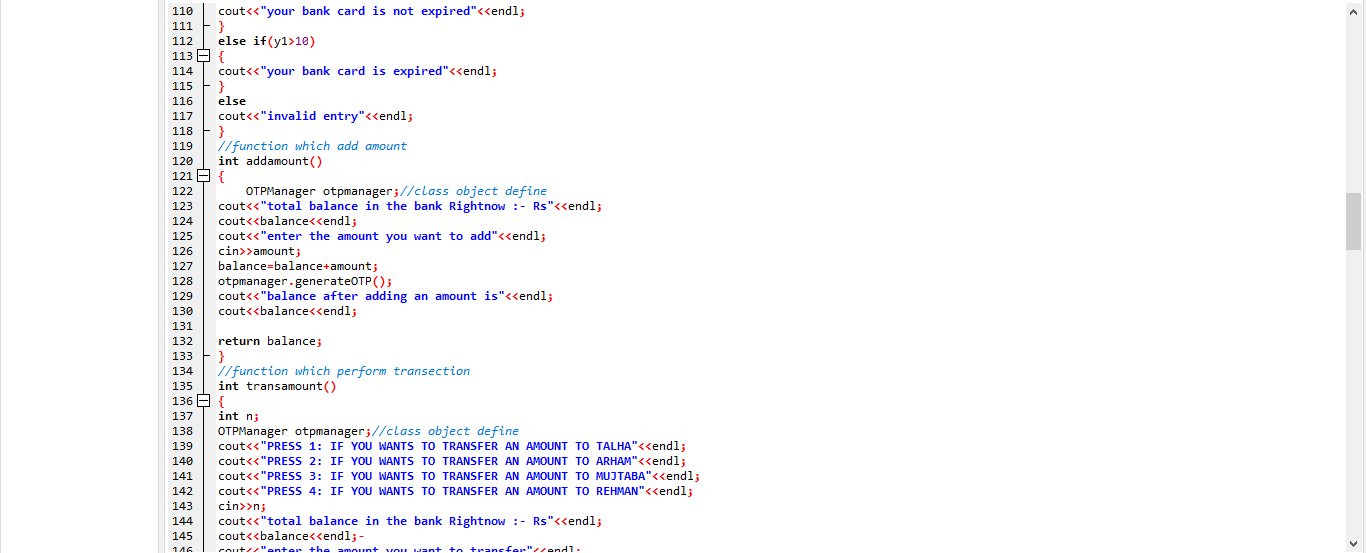 110 cout<<"your bank card is not expired"<<endl;
111 }
112 else if(y1>10)
113 {
114 cout<<"your bank card is expired"<<endl;
115 }
116 else
117 cout<<"invalid entry"<<endl;
118 }
119 //function which add amount
120 int addamount()
121 {
122 OTPManager otpmanager;//class object define
123 cout<<"total balance in the bank Rightnow :- Rs"<<endl;
124 cout<<balance<<endl;
125 cout<<"enter the amount you want to add"<<endl;
126 cin>>amount;
127 balance=balance+amount;
128 otpmanager.generateOTP();
129 cout<<"balance after adding an amount is"<<endl;
130 cout<<balance<<endl;
131
132 return balance;
133 }
134 //function which perform transection
135 int transamount()
136 {
137 int n;
138 OTPManager otpmanager;//class object define
139 cout<<"PRESS 1: IF YOU WANTS TO TRANSFER AN AMOUNT TO TALHA"<<endl;
140 cout<<"PRESS 2: IF YOU WANTS TO TRANSFER AN AMOUNT TO ARHAM"<<endl;
141 cout<<"PRESS 3: IF YOU WANTS TO TRANSFER AN AMOUNT TO MUJTABA"<<endl;
142 cout<<"PRESS 4: IF YOU WANTS TO TRANSFER AN AMOUNT TO REHMAN"<<endl;
143 cin>>n;
144 cout<<"total balance in the bank Rightnow :- Rs"<<endl;
145 cout<<balance<<endl;-
146 cout<<"enter the amount you want to transfer"<<endl;